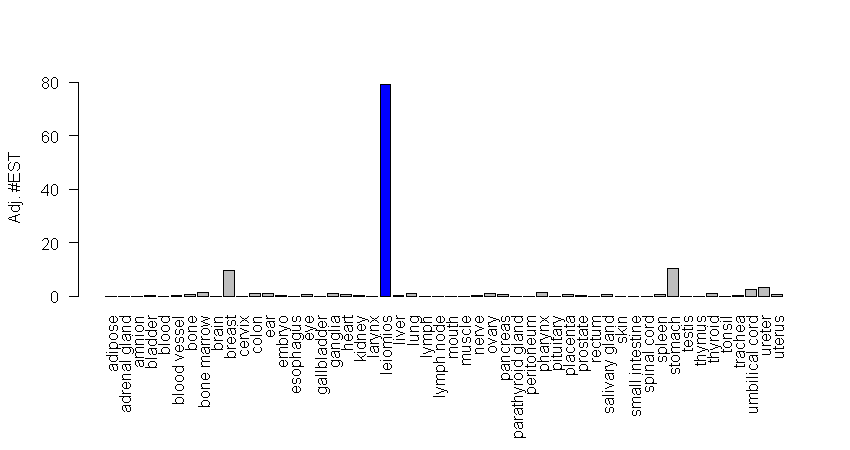 Adj. #EST
80
60
40
20
0
adipose
adrenal gland
amnion
bladder
blood
blood vessel
bone
bone marrow
brain
breast
cervix
colon
ear
embryo
esophagus
eye
gallbladder
ganglia
heart
kidney
larynx
leiomios
liver
lung
lymph
lymph node
mouth
muscle
nerve
ovary
pancreas
parathyroid gland
peritoneum
pharynx
pituitary
placenta
prostate
rectum
salivary gland
skin
small intestine
spinal cord
spleen
stomach
testis
thymus
thyroid
tonsil
trachea
umbilical cord
ureter
uterus